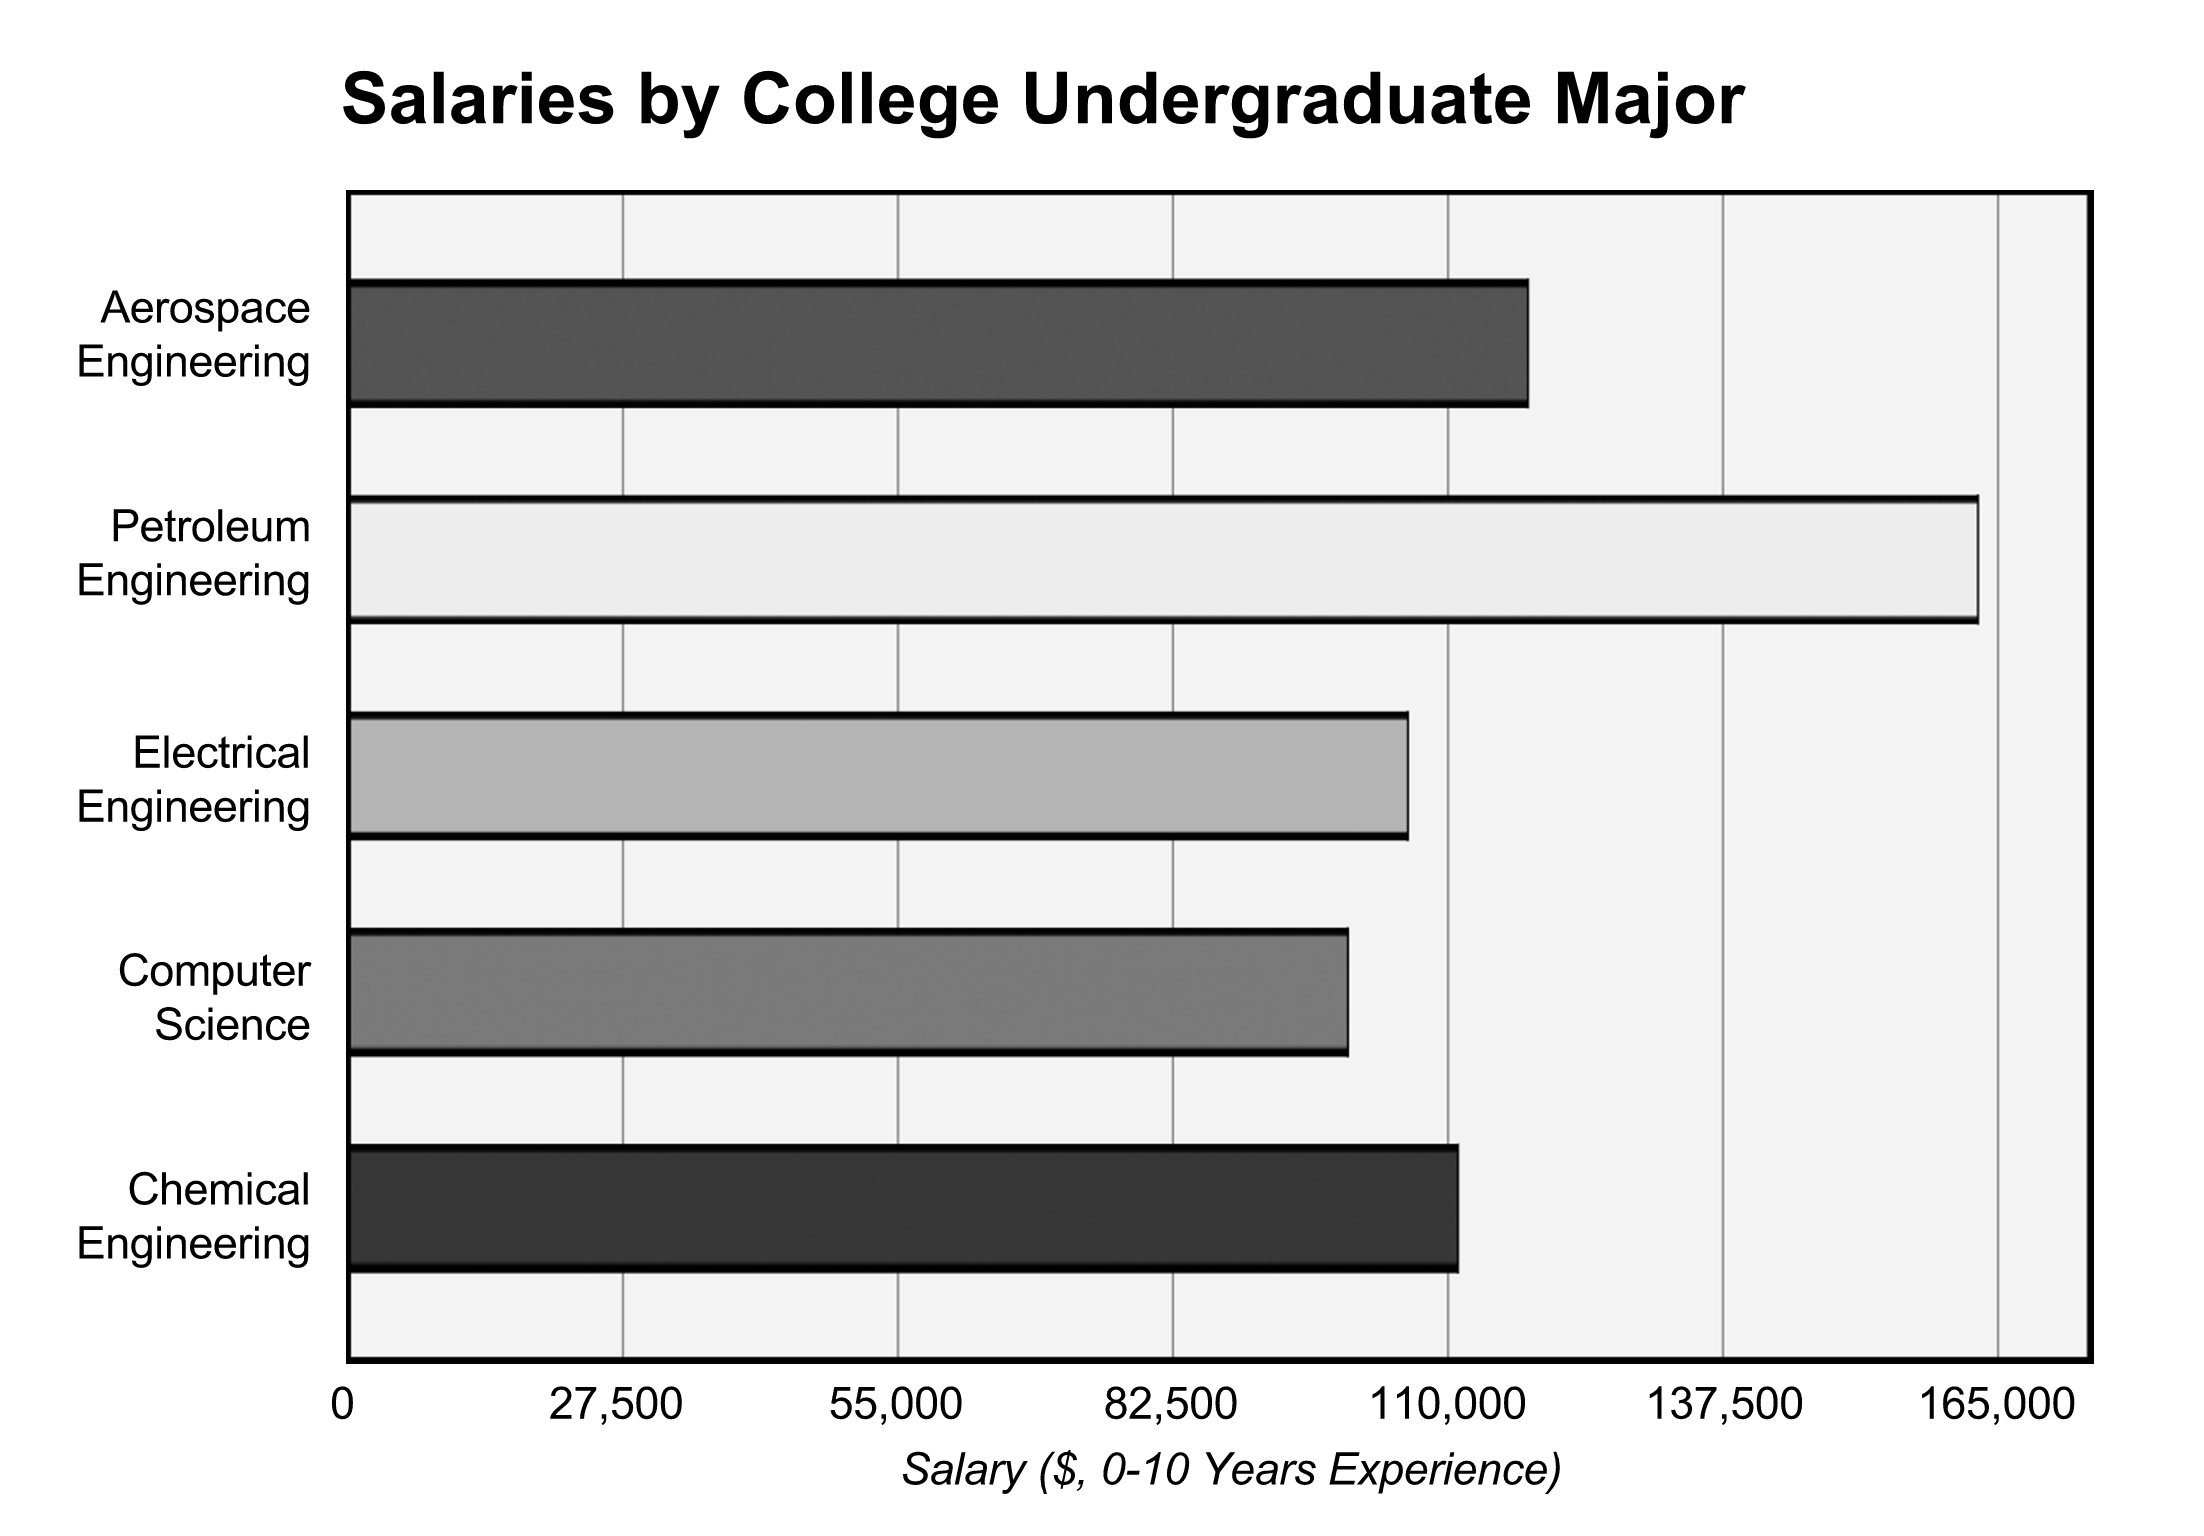 Salaries by College Undergraduate Major
Aerospace
Engineering
Petroleum
Engineering
Electrical
Engineering
Computer
Science
Chemical
Engineering
0 27,500 55,000 82,500 110,000 137,500 165,000
Salary ($, 0-10 Years Experience)